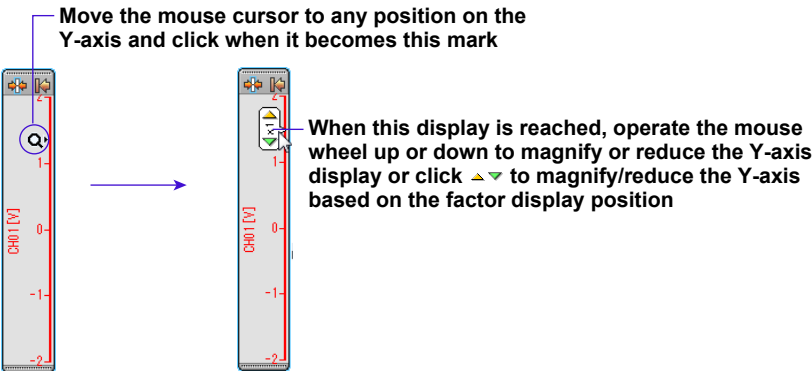 Move the mouse cursor to any position on the
Y-axis and click when it becomes this mark
2
1
CH01 [V]
0
-1
-2
2
×1
1
CH01 [V]
0
-1
-2
When this display is reached, operate the mouse
wheel up or down to magnify or reduce the Y-axis
display or click to magnify/reduce the Y-axis
based on the factor display position